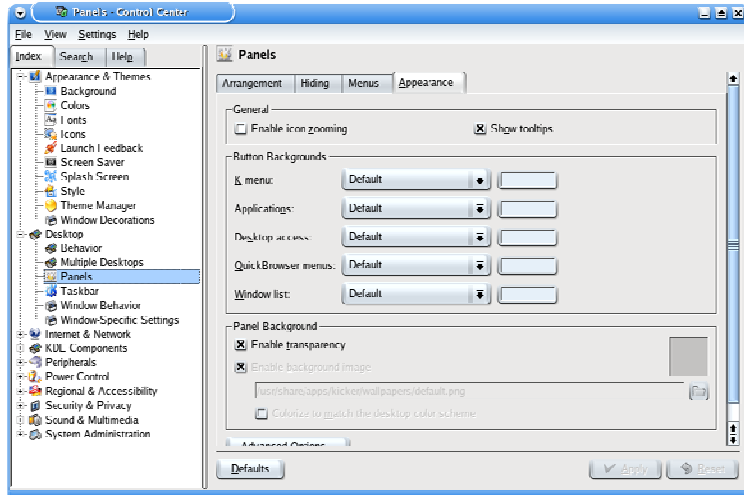 Panels - Control Center
File View Settings Help
Index Search Help
Appearance & Themes
Background
Colors
Fonts
Icons
Launch Feedback
Screen Saver
Splash Screen
Style
Theme Manager
Window Decorations
Desktop
Behavior
Multiple Desktops
Panels
Taskbar
Window Behavior
Window-Specific Settings
Internet & Network
KDE Components
Peripherals
Power Control
Regional & Accessibility
Security & Privacy
Sound & Multimedia
System Administration
Panels
Arrangement Hiding Menus Appearance
General
Enable icon zooming Show tooltips
Button Backgrounds
K menu: Default
Applications: Default
Desktop access: Default
QuickBrowser menus: Default
Window list: Default
Panel Background
Enable transparency
Enable background image
/usr/share/apps/kicker/wallpapers/default.png
Colorize to match the desktop color scheme
Advanced Options
Defaults Apply Reset